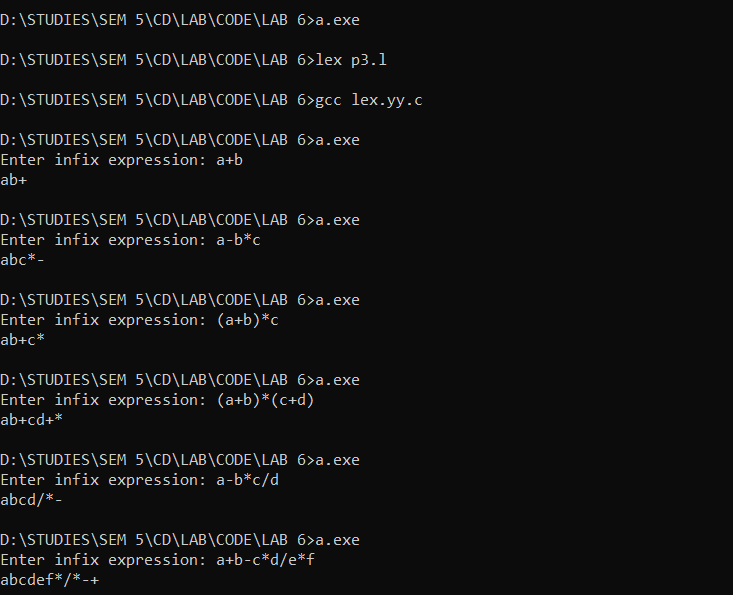 D:\STUDIES\SEM 5\CD\LAB\CODE\LAB 6>a.exe
D:\STUDIES\SEM 5\CD\LAB\CODE\LAB 6>lex p3.l
D:\STUDIES\SEM 5\CD\LAB\CODE\LAB 6>gcc lex.yy.c
D:\STUDIES\SEM 5\CD\LAB\CODE\LAB 6>a.exe
Enter infix expression: a+b
ab+
D:\STUDIES\SEM 5\CD\LAB\CODE\LAB 6>a.exe
Enter infix expression: a-b*c
abc*-
D:\STUDIES\SEM 5\CD\LAB\CODE\LAB 6>a.exe
Enter infix expression: (a+b)*c
ab+c*
D:\STUDIES\SEM 5\CD\LAB\CODE\LAB 6>a.exe
Enter infix expression: (a+b)*(c+d)
ab+cd+*
D:\STUDIES\SEM 5\CD\LAB\CODE\LAB 6>a.exe
Enter infix expression: a-b*c/d
abcd/*-
D:\STUDIES\SEM 5\CD\LAB\CODE\LAB 6>a.exe
Enter infix expression: a+b-c*d/e*f
abcdef*/*-+